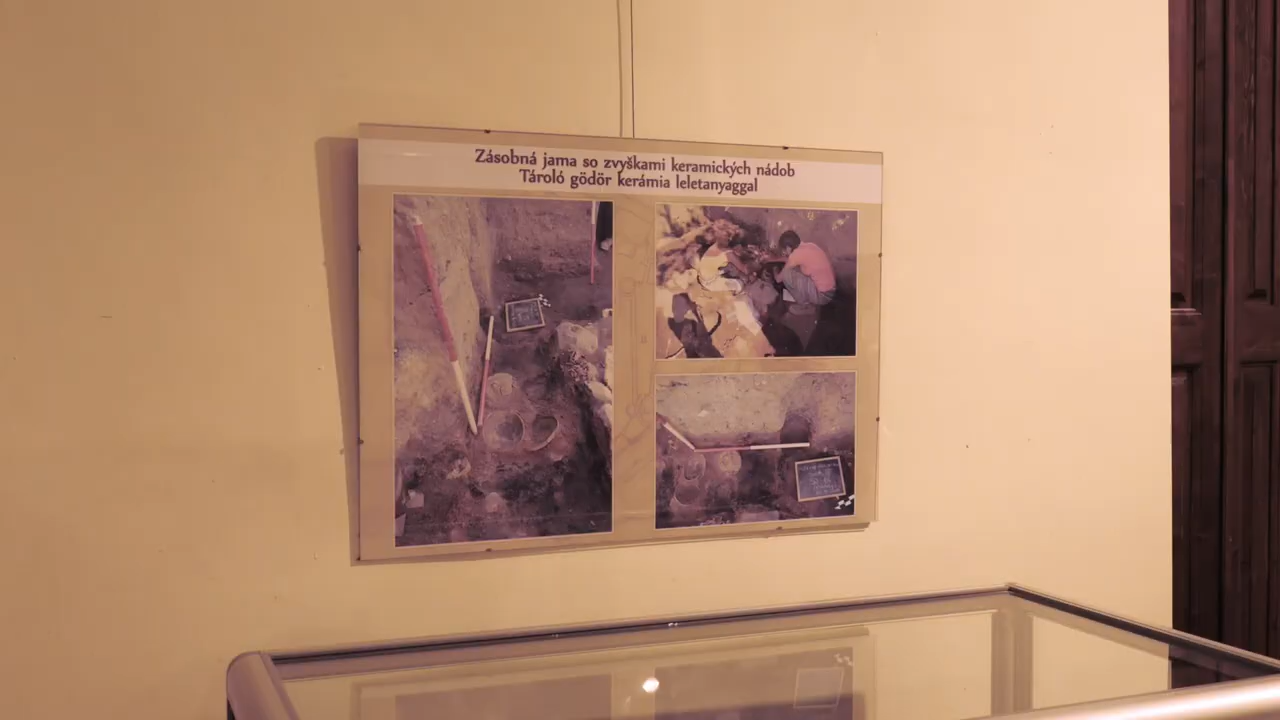 Zásobná jama so zvyškami keramických nádob
Tároló gödör kerámia leletanyaggal